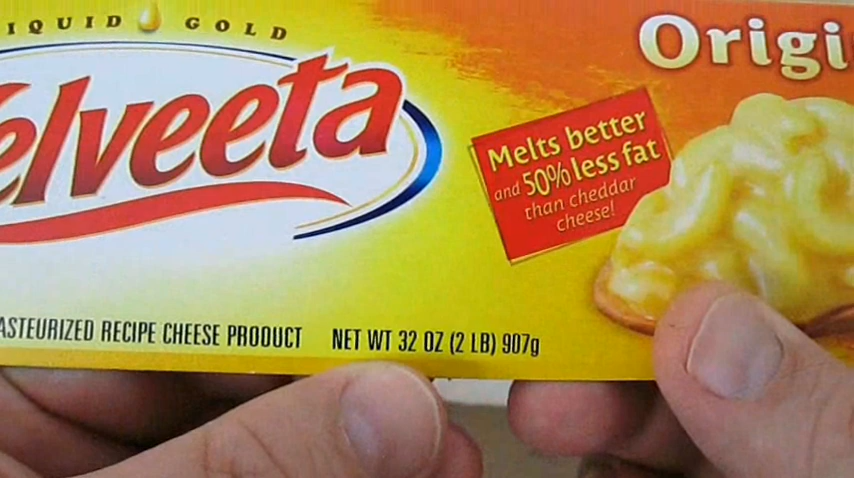 IQUID GOLD
elveeta
Origi
Melts better
and 50% less fat
than cheddar
cheese!
ASTEURIZED RECIPE CHEESE PRODUCT NET WT 32 OZ (2 LB) 907g